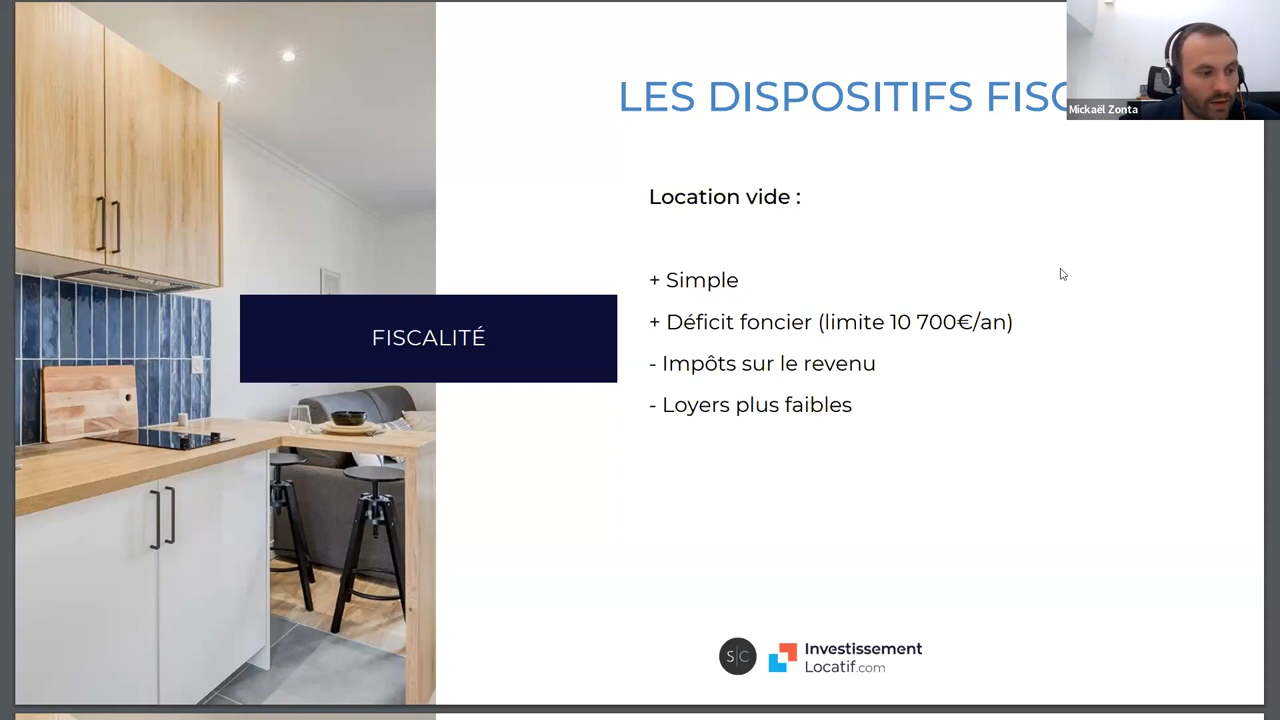 LES DISPOSITIFS FISC
Mickaël Zonta
Location vide :
+ Simple
FISCALITÉ
+ Déficit foncier (limite 10 700€/an)
- Impôts sur le revenu
- Loyers plus faibles
S|C
Investissement
Locatif.com